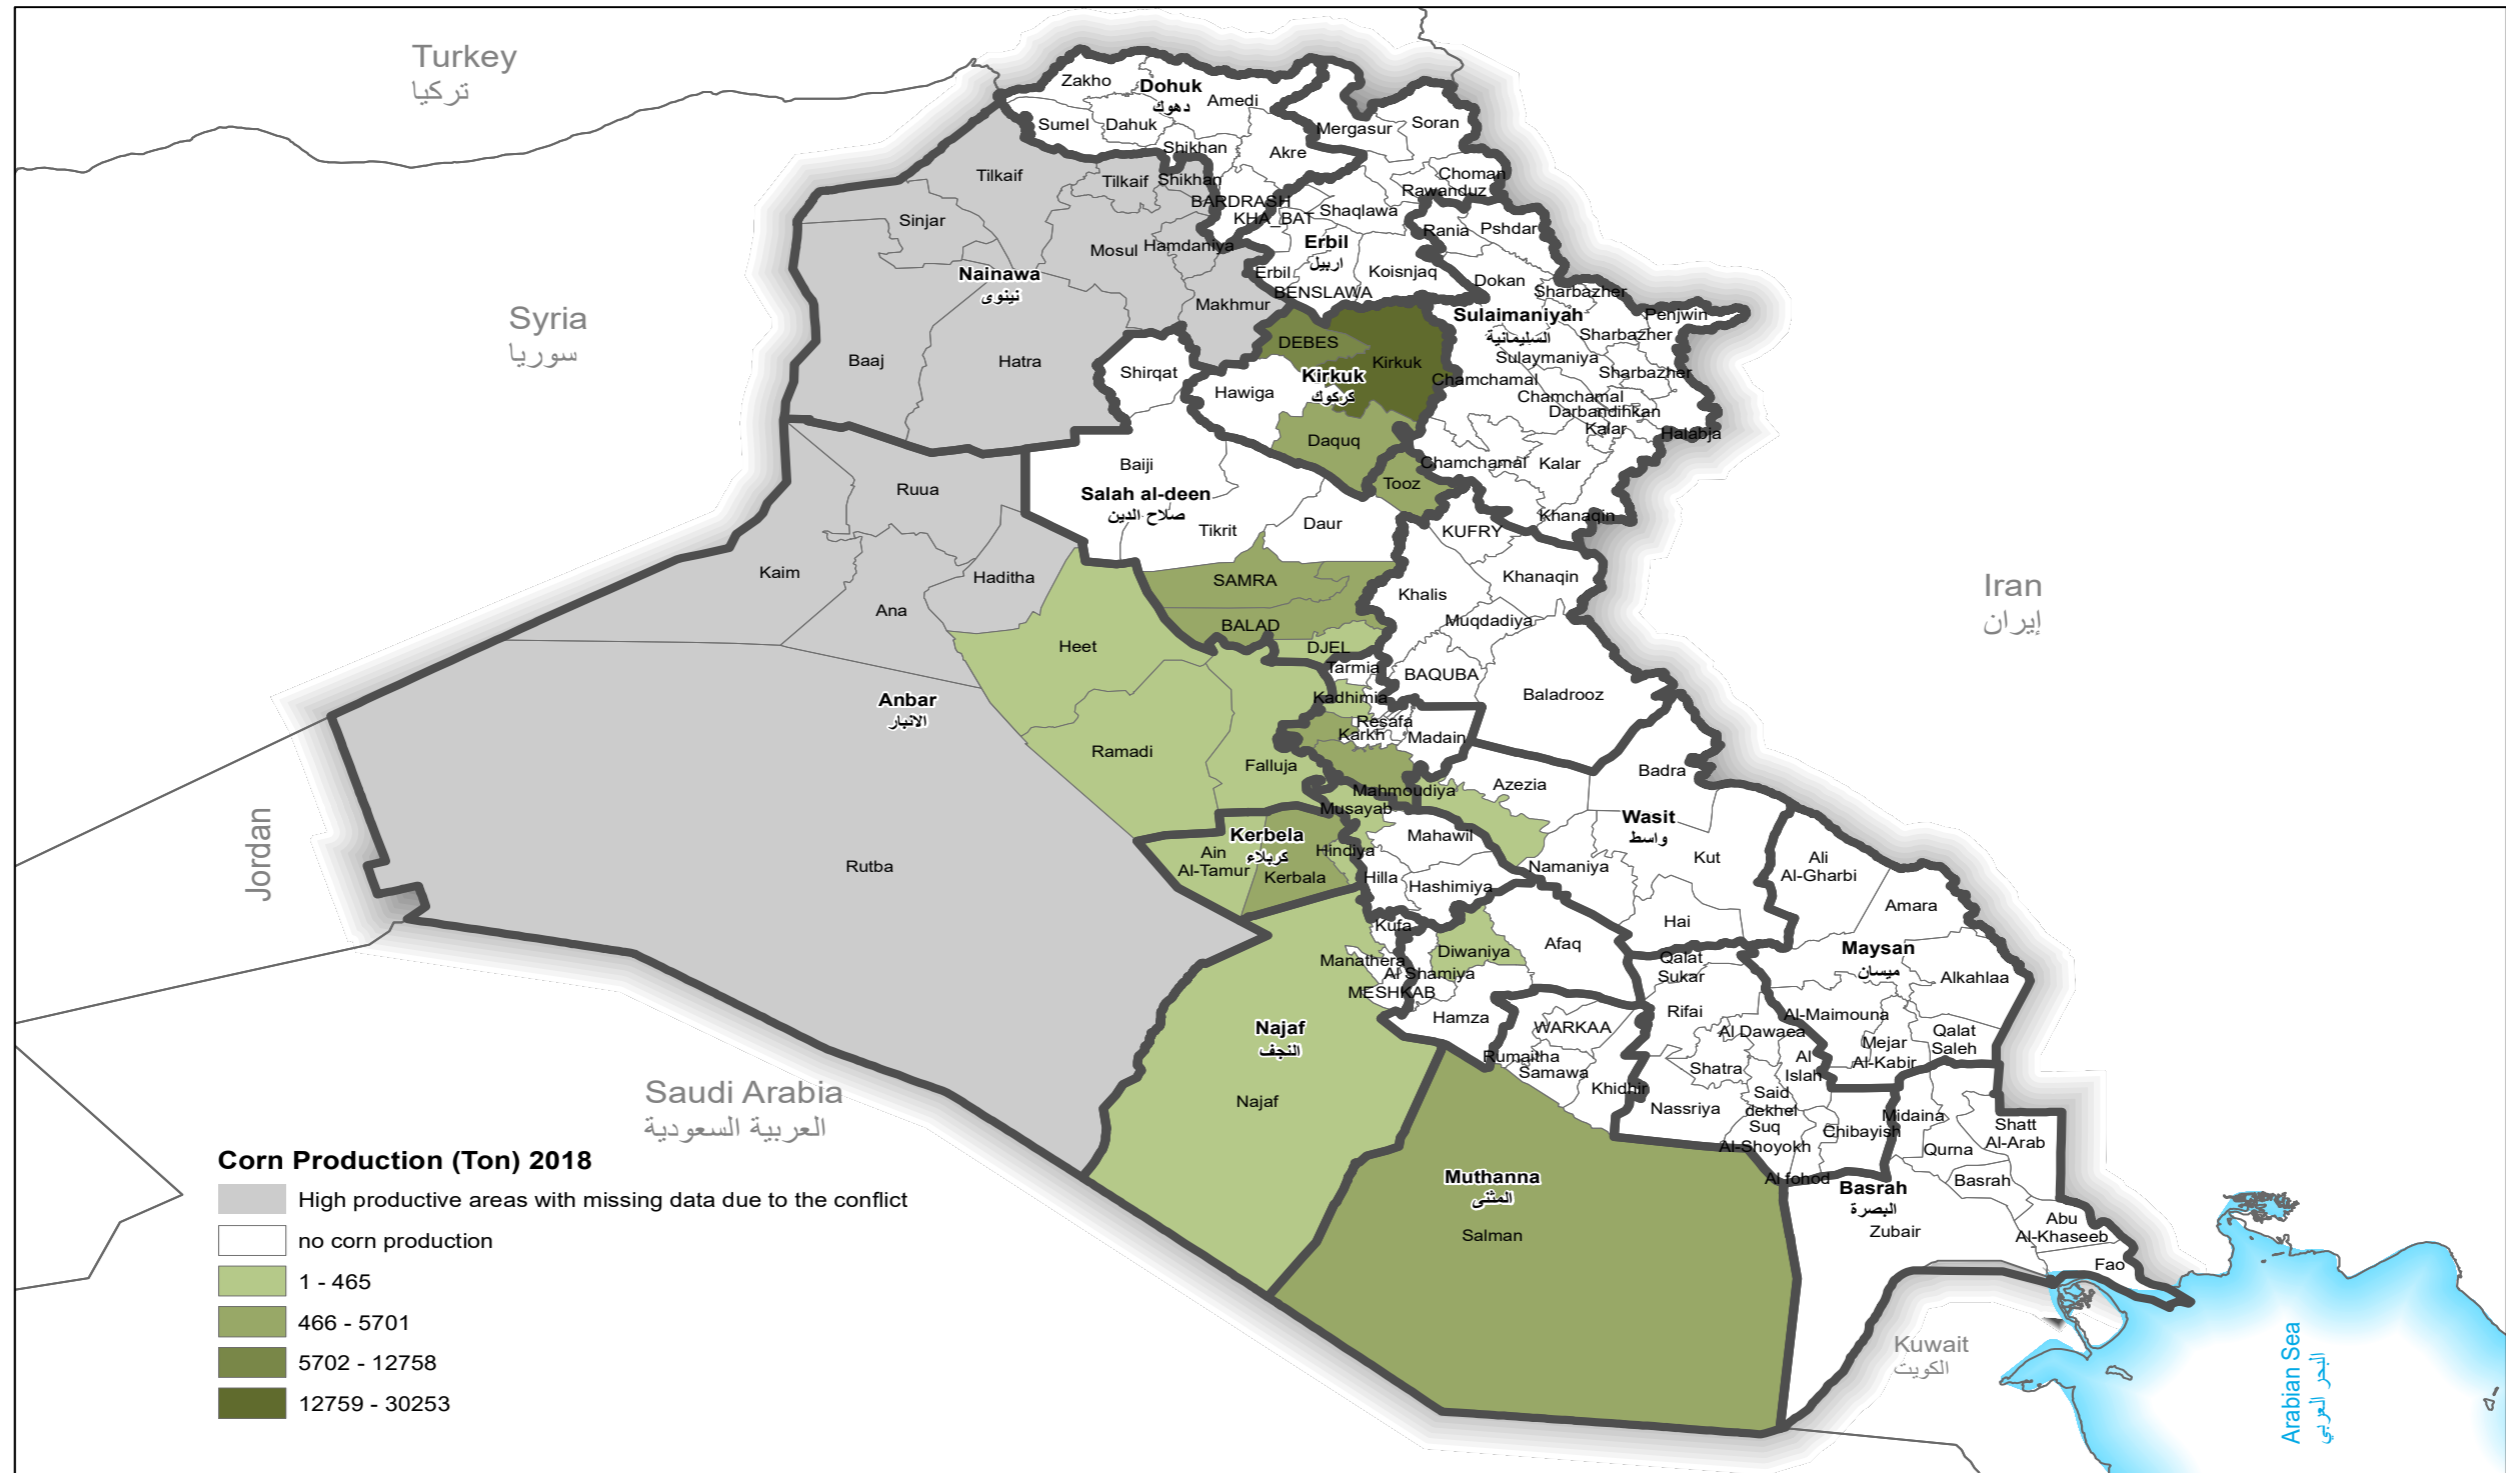 Turkey
تركيا
Syria
سوريا
Jordan
Iran
إيران
Saudi Arabia
العربية السعودية
Kuwait
الكويت
Arabian Sea
البحر العربي
Zakho
Dohuk
دهوك
Amedi
Sumel
Dahuk
Shikhan
Akre
Mergasur
Soran
Choman
Rawanduz
Tilkaif
Tilkaif
Shikhan
BARDRASH
KHA_BAT
Shaqlawa
Sinjar
Mosul
Hamdaniya
Erbil
اربيل
Rania
Pshdar
Nainawa
نينوى
Erbil
Koisnjaq
BENSLAWA
Dokan
Sharbazher
Makhmur
Sulaimaniyah
السليمانية
Penjwin
Sharbazher
Baaj
Hatra
DEBES
Kirkuk
Sulaymaniya
Shirqat
Kirkuk
كركوك
Hawiga
Chamchamal
Sharbazher
Chamchamal
Darbandihkan
Kalar
Halabja
Daquq
Baiji
Chamchamal
Kalar
Ruua
Salah al-deen
صلاح الدين
Tooz
Khanaqin
Tikrit
Daur
KUFRY
Kaim
Haditha
SAMRA
Khanaqin
Ana
Khalis
BALAD
Muqdadiya
Heet
DJEL
Tarmia
BAQUBA
Baladrooz
Anbar
الانبار
Kadhimia
Resafa
Karkh
Madain
Ramadi
Falluja
Badra
Mahmoudiya
Azezia
Musayab
Wasit
واسط
Kerbela
كربلاء
Mahawil
Ain
Al-Tamur
Hindiya
Kerbala
Rutba
Hilla
Hashimiya
Namaniya
Kut
Ali
Al-Gharbi
Kufa
Hai
Amara
Diwaniya
Afaq
Maysan
ميسان
Manathera
Al Shamiya
MESHKAB
Qalat
Sukar
Alkahlaa
Hamza
Rifai
Al-Maimouna
Najaf
النجف
WARKAA
Al Dawaea
Qalat
Saleh
Mejar
Al-Kabir
Rumaitha
Samawa
Shatra
Al
Islah
Khidhir
Najaf
Nassriya
Said
dekhel
Suq
Al-Shoyokh
Chibayish
Midaina
Shatt
Al-Arab
Qurna
Muthanna
المثنى
Al fohod
Basrah
البصرة
Basrah
Salman
Zubair
Abu
Al-Khaseeb
Fao
Corn Production (Ton) 2018
High productive areas with missing data due to the conflict
no corn production
1 - 465
466 - 5701
5702 - 12758
12759 - 30253